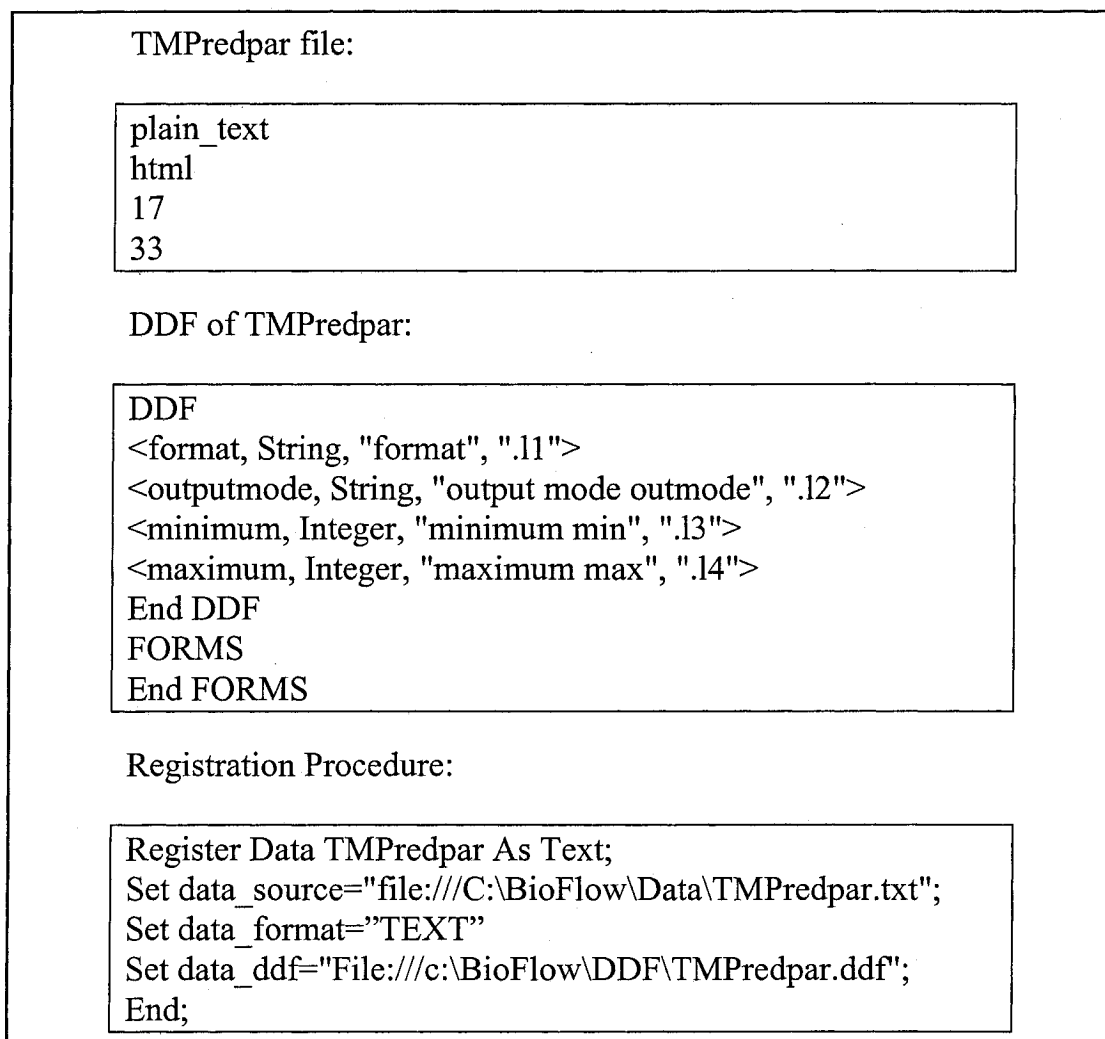 TMPredpar file:
plain_text
html
17
33
DDF of TMPredpar:
DDF
<format, String, "format", ".l1">
<outputmode, String, "output mode outmode", ".l2">
<minimum, Integer, "minimum min", ".l3">
<maximum, Integer, "maximum max", ".l4">
End DDF
FORMS
End FORMS
Registration Procedure:
Register Data TMPredpar As Text;
Set data_source="file:///C:\BioFlow\Data\TMPredpar.txt";
Set data_format=”TEXT”
Set data_ddf="File:///c:\BioFlow\DDF\TMPredpar.ddf";
End;